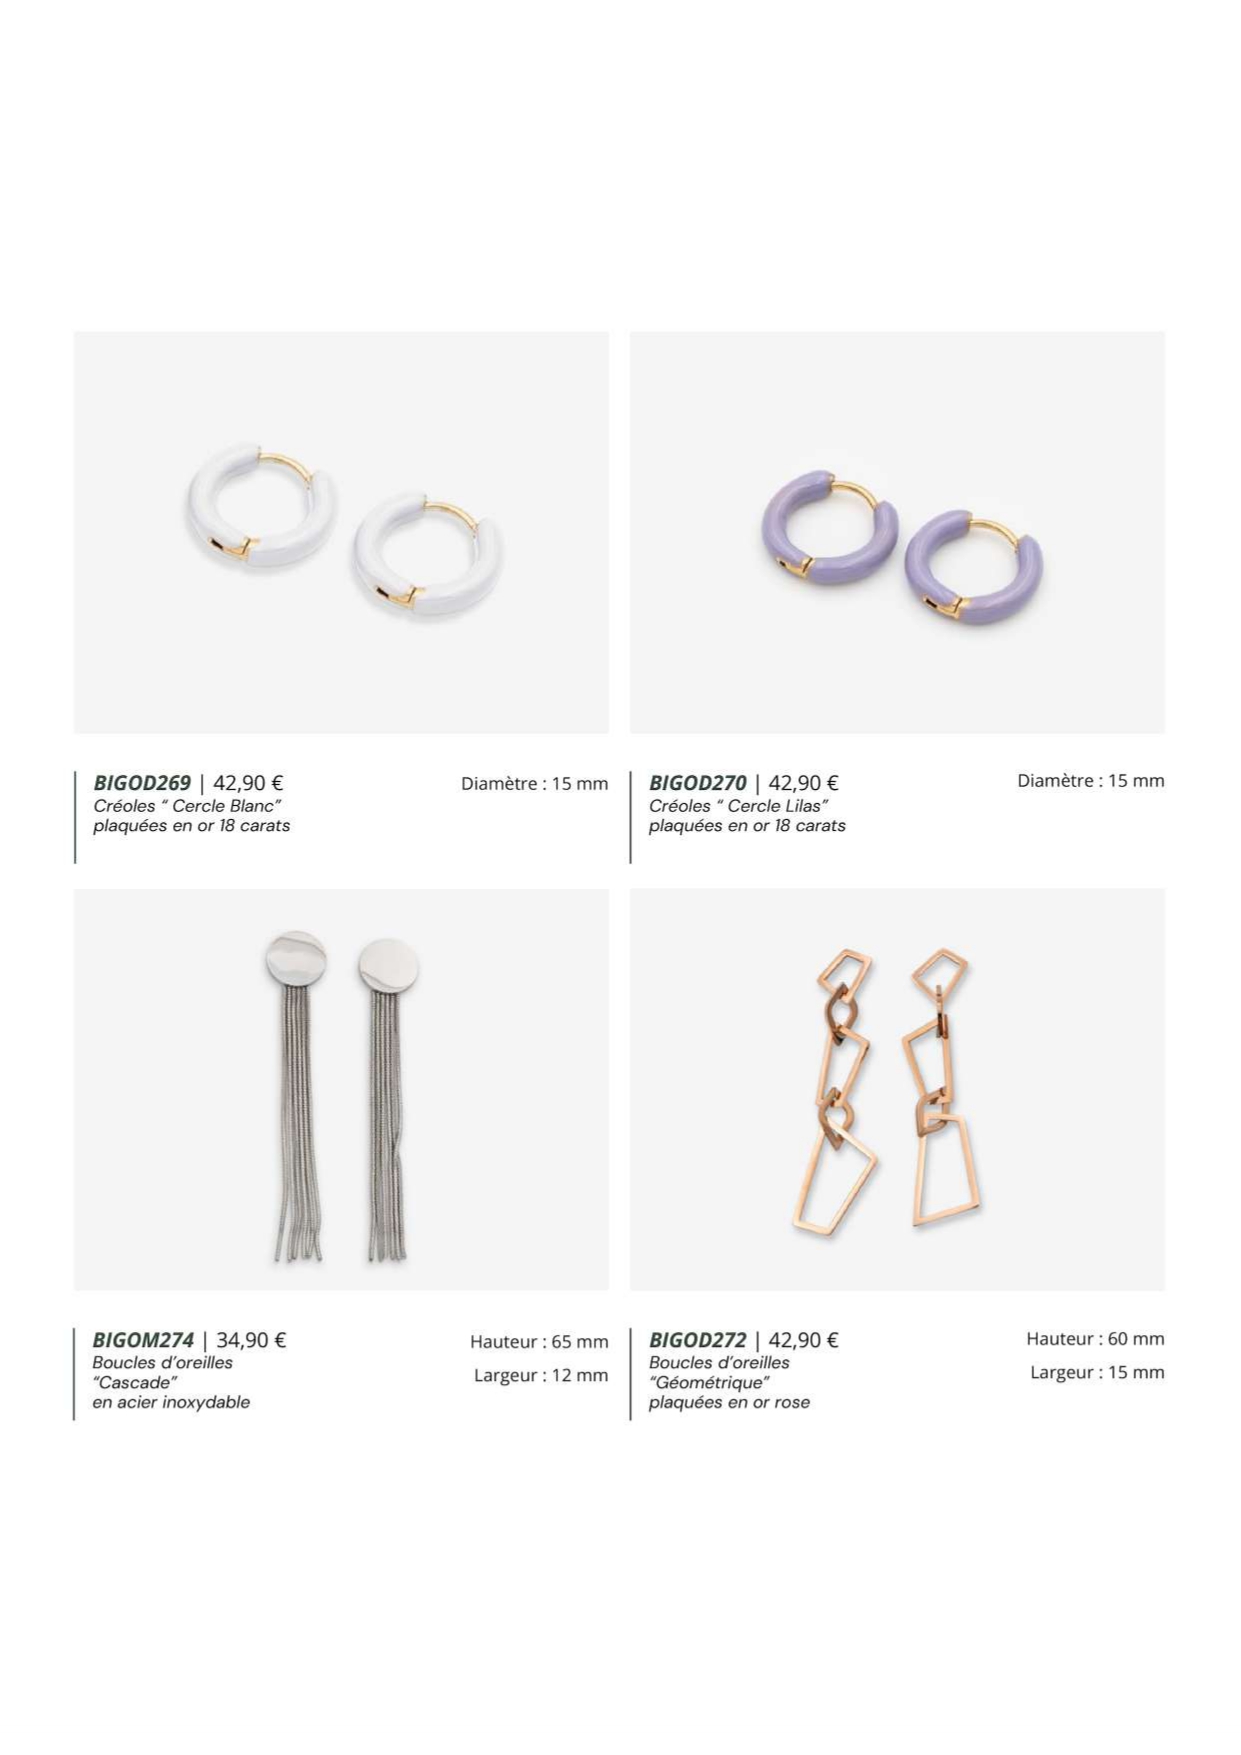 BIGOD269 | 42,90 €
Créoles “ Cercle Blanc”
plaquées en or 18 carats
Diamètre : 15 mm
BIGOD270 | 42,90 €
Créoles “ Cercle Lilas”
plaquées en or 18 carats
Diamètre : 15 mm
BIGOM274 | 34,90 €
Boucles d’oreilles
“Cascade”
en acier inoxydable
Hauteur : 65 mm
Largeur : 12 mm
BIGOD272 | 42,90 €
Boucles d’oreilles
“Géométrique”
plaquées en or rose
Hauteur : 60 mm
Largeur : 15 mm